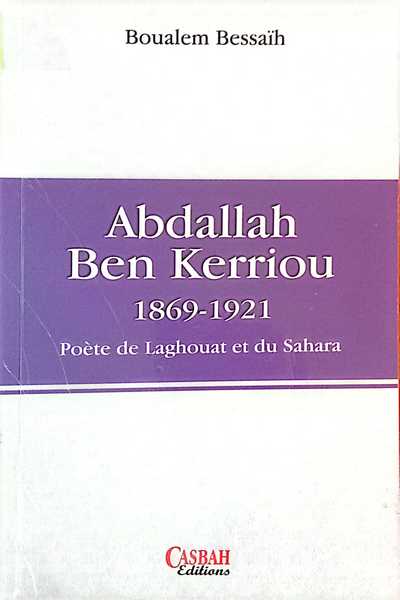 Boualem Bessaïh
Abdallah
Ben Kerriou
1869-1921
Poète de Laghouat et du Sahara
CASBAH
Editions